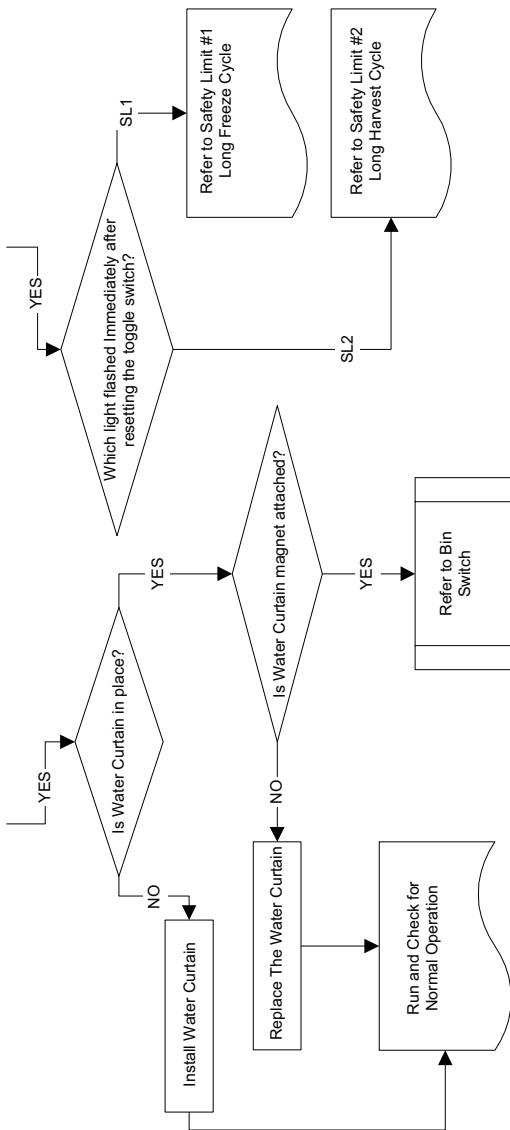 YES
Is Water Curtain in place?
NO
Install Water Curtain
YES
Is Water Curtain magnet attached?
NO
Replace The Water Curtain
Run and Check for
Normal Operation
YES
Refer to Bin
Switch
YES
Which light flashed Immediately after
resetting the toggle switch?
SL1
Refer to Safety Limit #1
Long Freeze Cycle
SL2
Refer to Safety Limit #2
Long Harvest Cycle